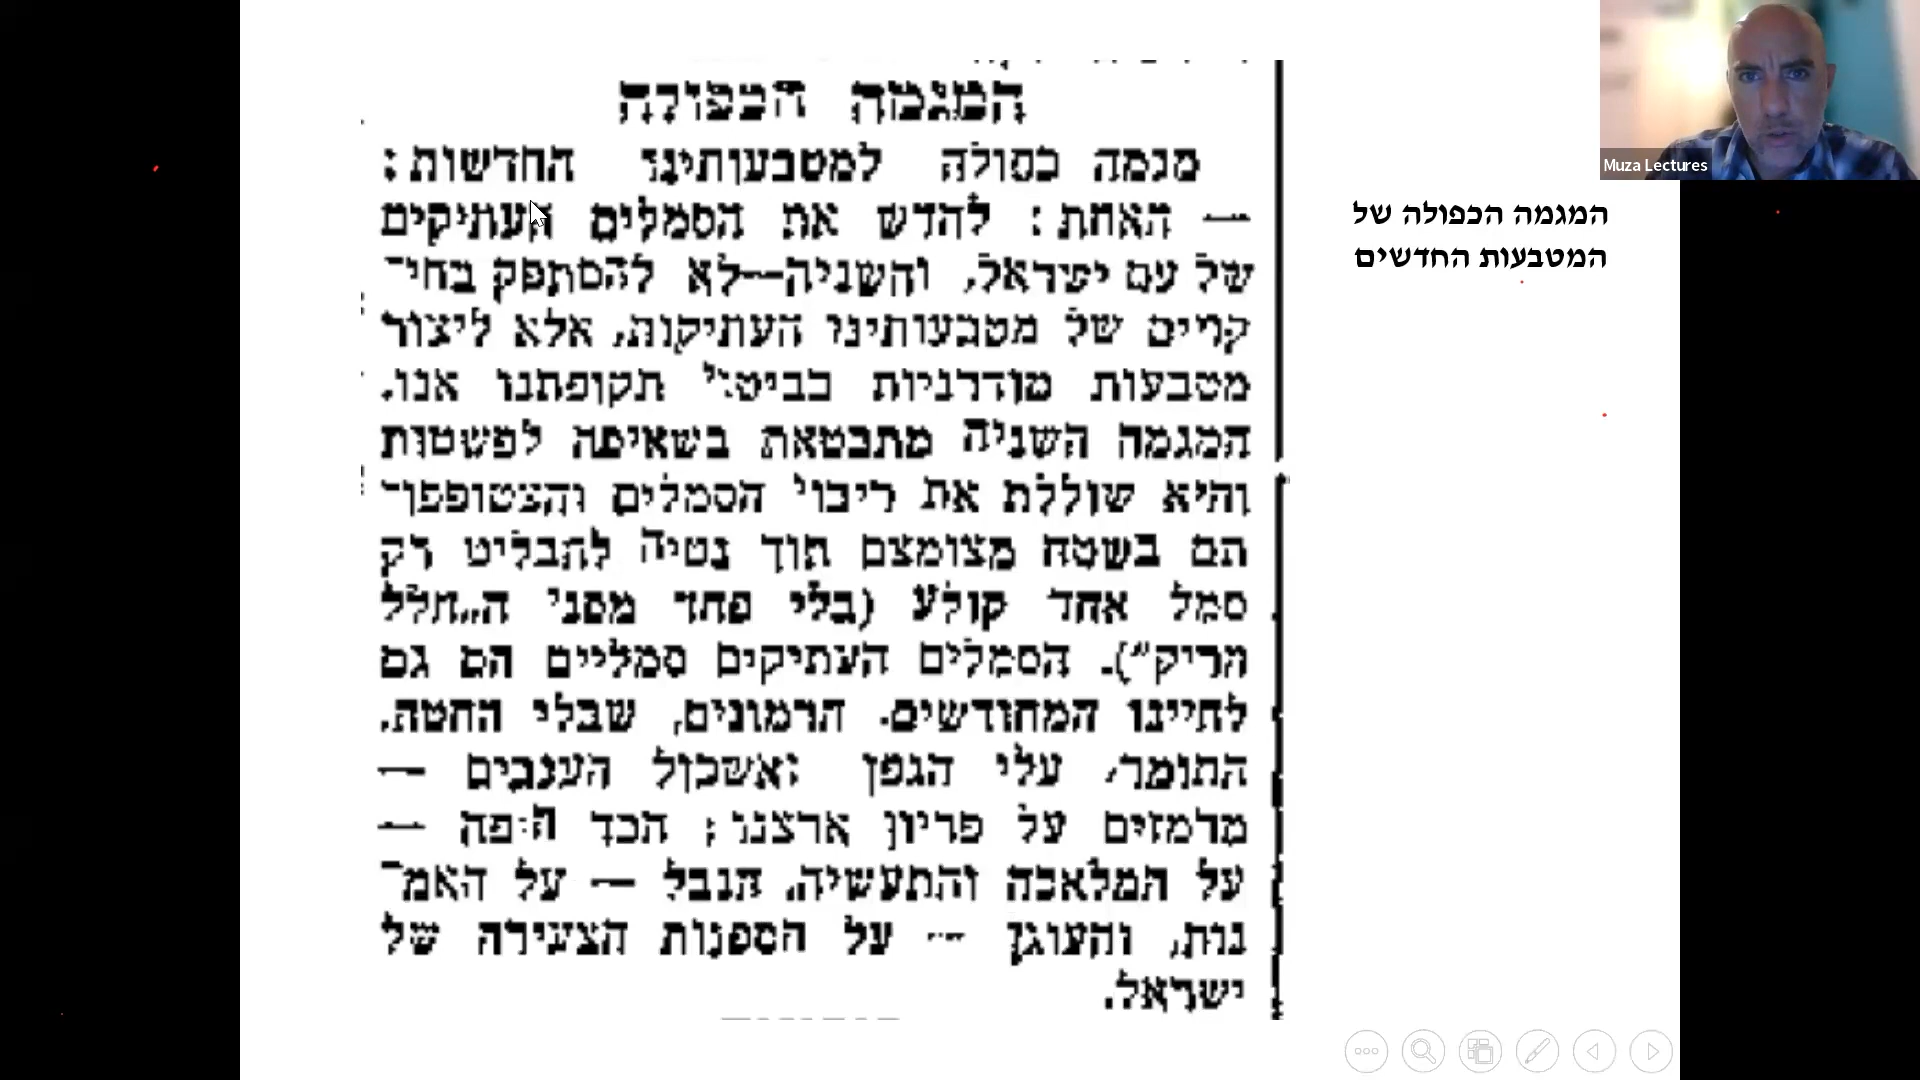 המגמה הכפולה
מגמה כפולה למטבעותינו החדשות:
— האחת: לחדש את הסמלים העתיקים
של עם ישראל, והשניה—לא להסתפק בחי־
קויים של מטבעותינו העתיקות, אלא ליצור
מטבעות מודרניות כביטוי תקופתנו אנו.
המגמה השניה מתבטאת בשאיפה לפשטות
והיא שוללת את ריבוי הסמלים והצטופפו־
תם בשטח מצומצם תוך נטיה להבליט רק
סמל אחד קולע (בלי פחד מפני ה„חלל
הריק”). הסמלים העתיקים סמליים הם גם
לחיינו המחודשים. הרמונים, שבלי החטה,
התומר, עלי הגפן ואשכול הענבים —
מרמזים על פריון ארצנו; הכד היפה —
על המלאכה והתעשיה, הנבל — על האמ־
נות, והעוגן — על הספנות הצעירה של
ישראל.
המגמה הכפולה של
המטבעות החדשים
Muza Lectures